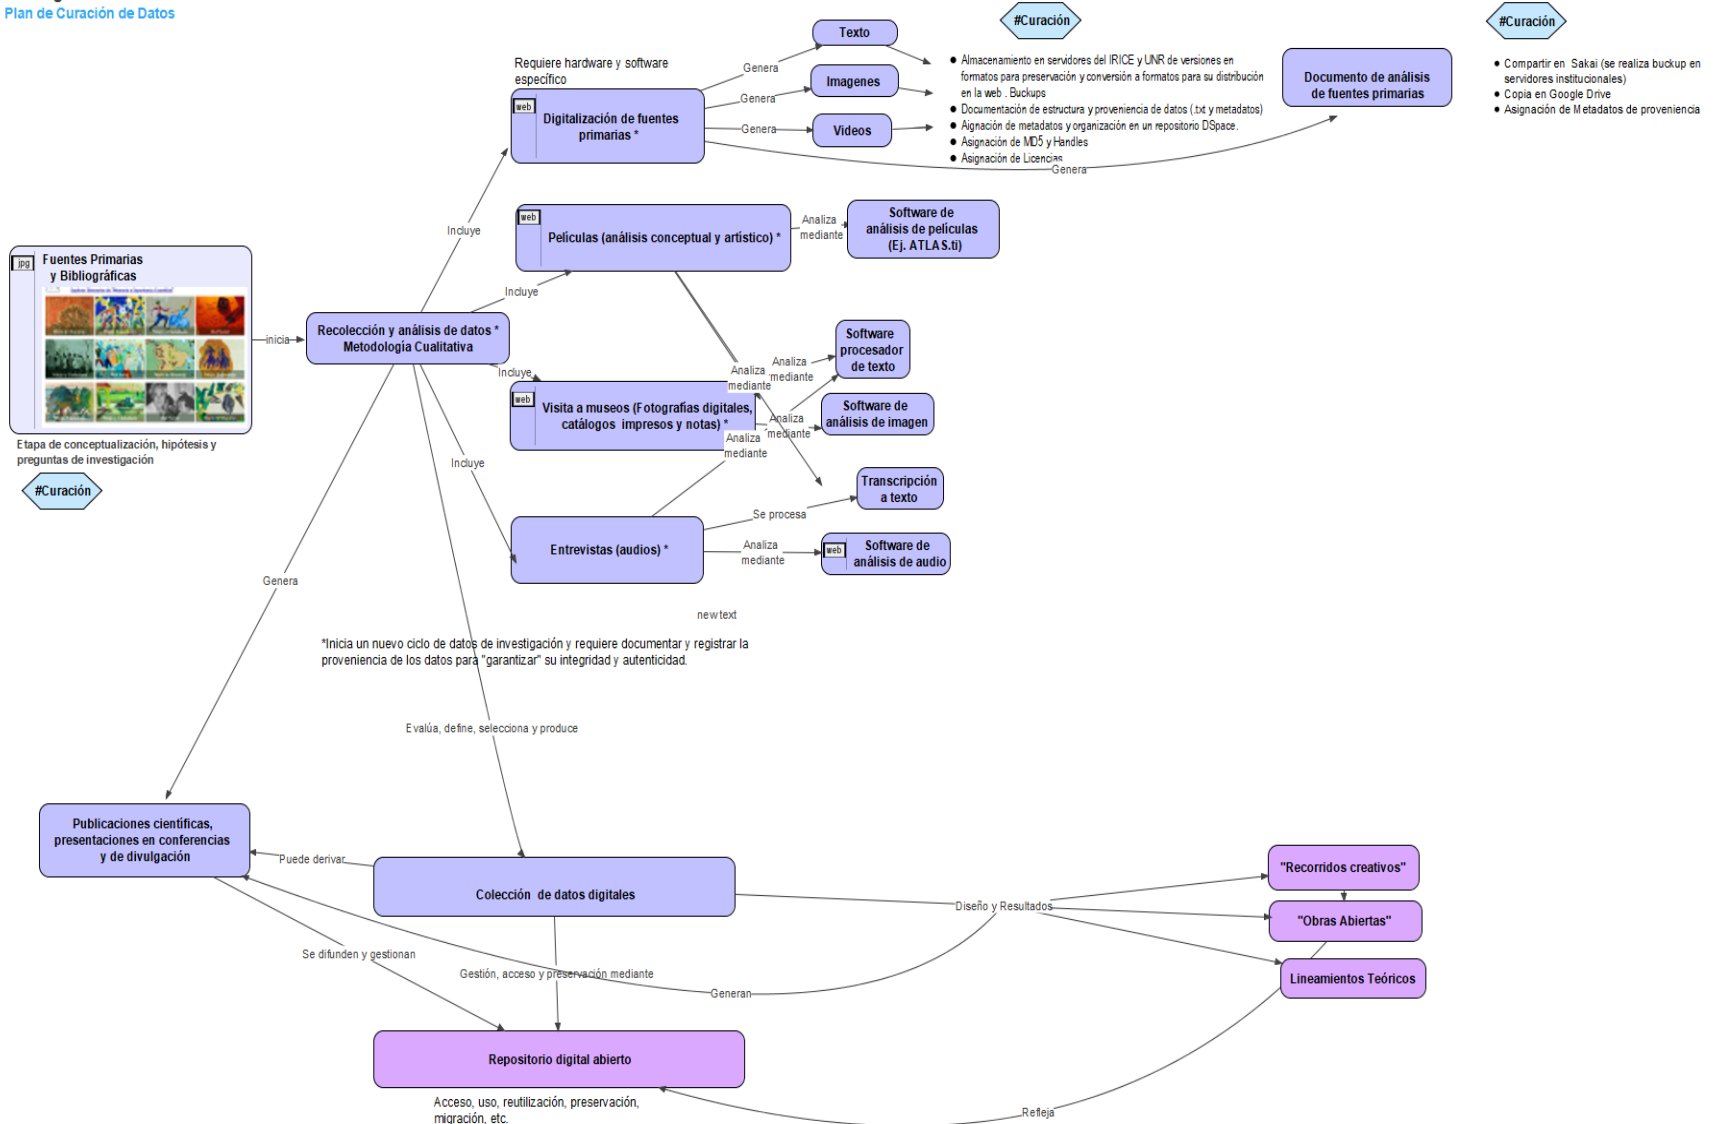 Plan de Curación de Datos
#Curación
#Curación
Texto
Imagenes
Videos
Requiere hardware y software
específico
web
Digitalización de fuentes
primarias *
Genera
Genera
Genera
● Almacenamiento en servidores del IRICE y UNR de versiones en
formatos para preservación y conversión a formatos para su distribución
en la web . Buckups
● Documentación de estructura y proveniencia de datos (.txt y metadatos)
● Aignación de metadatos y organización en un repositorio DSpace.
● Asignación de MD5 y Handles
● Asignación de Licencias
Genera
Documento de análisis
de fuentes primarias
● Compartir en Sakai (se realiza buckup en
servidores institucionales)
● Copia en Google Drive
● Asignación de Metadatos de proveniencia
Incluye
web
Películas (análisis conceptual y artístico) *
Analiza
mediante
Software de
análisis de películas
(Ej. ATLAS.ti)
jpg
Fuentes Primarias
y Bibliográficas
Etapa de conceptualización, hipótesis y
preguntas de investigación
#Curación
inicia
Recolección y análisis de datos *
Metodología Cualitativa
Incluye
Incluye
web
Visita a museos (Fotografías digitales,
catálogos impresos y notas) *
Analiza
mediante
Analiza
mediante
Analiza
mediante
Analiza
mediante
Software
procesador
de texto
Software de
análisis de imagen
Incluye
Entrevistas (audios) *
Se procesa
Transcripción
a texto
Analiza
mediante
web
Software de
análisis de audio
Genera
new text
*Inicia un nuevo ciclo de datos de investigación y requiere documentar y registrar la
proveniencia de los datos para "garantizar" su integridad y autenticidad.
Evalúa, define, selecciona y produce
Publicaciones científicas,
presentaciones en conferencias
y de divulgación
Puede derivar
Colección de datos digitales
Diseño y Resultados
"Recorridos creativos"
"Obras Abiertas"
Lineamientos Teóricos
Se difunden y gestionan
Gestión, acceso y preservación mediante
Generan
Repositorio digital abierto
Acceso, uso, reutilización, preservación,
migración, etc.
Refleja